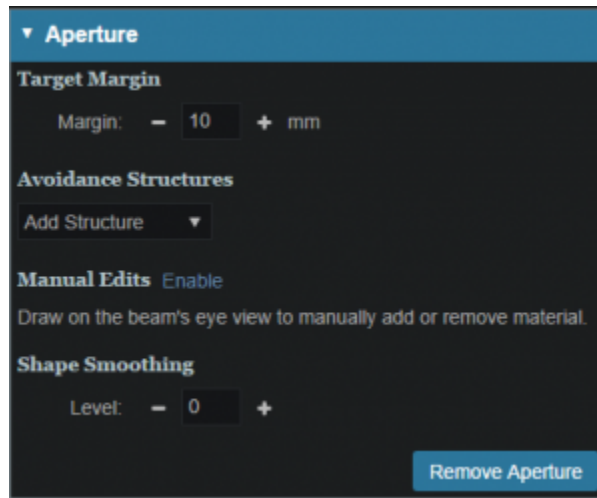 Aperture
Target Margin
Margin: − 10 + mm
Avoidance Structures
Add Structure
Manual Edits Enable
Draw on the beam's eye view to manually add or remove material.
Shape Smoothing
Level: − 0 +
Remove Aperture